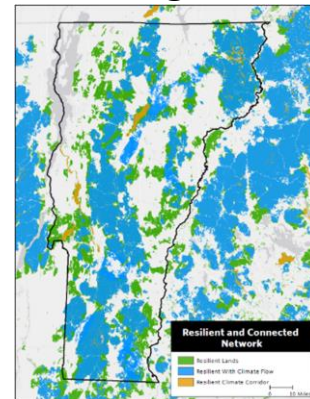 Resilient and Connected
Network
Resilient Lands
Resilient With Climate Flow
Resilient Climate Corridor